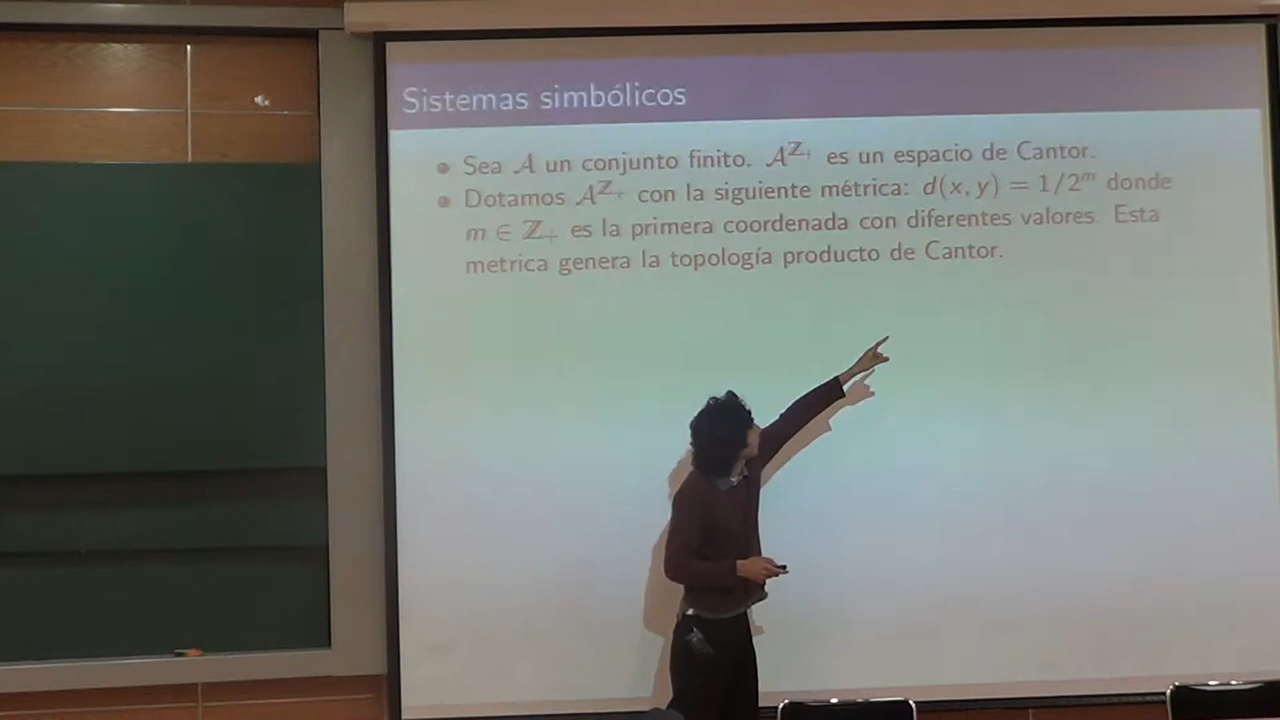 Sistemas simbólicos
• Sea 𝒜 un conjunto finito. 𝒜^ℤ₊ es un espacio de Cantor.
• Dotamos 𝒜^ℤ₊ con la siguiente métrica: d(x, y) = 1/2^m donde
m ∈ ℤ₊ es la primera coordenada con diferentes valores. Esta
metrica genera la topología producto de Cantor.